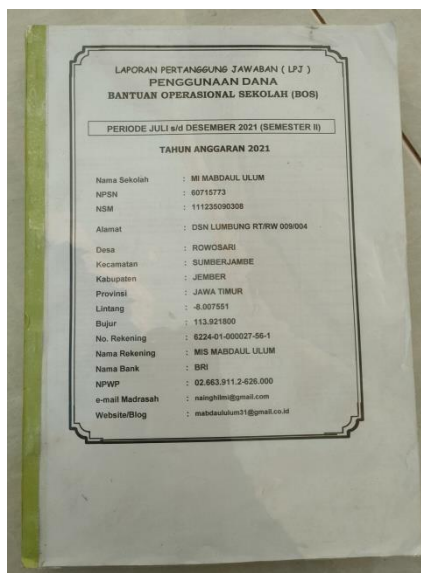 LAPORAN PERTANGGUNG JAWABAN ( LPJ )
PENGGUNAAN DANA
BANTUAN OPERASIONAL SEKOLAH (BOS)
PERIODE JULI s/d DESEMBER 2021 (SEMESTER II)
TAHUN ANGGARAN 2021
Nama Sekolah : MI MABDAUL ULUM
NPSN : 60715773
NSM : 111235090308
Alamat : DSN LUMBUNG RT/RW 009/004
Desa : ROWOSARI
Kecamatan : SUMBERJAMBE
Kabupaten : JEMBER
Provinsi : JAWA TIMUR
Lintang : -8.007551
Bujur : 113.921800
No. Rekening : 6224-01-000027-56-1
Nama Rekening : MIS MABDAUL ULUM
Nama Bank : BRI
NPWP : 02.663.911.2-626.000
e-mail Madrasah : nainghilmi@gmail.com
Website/Blog : mabdaululum31@gmail.co.id